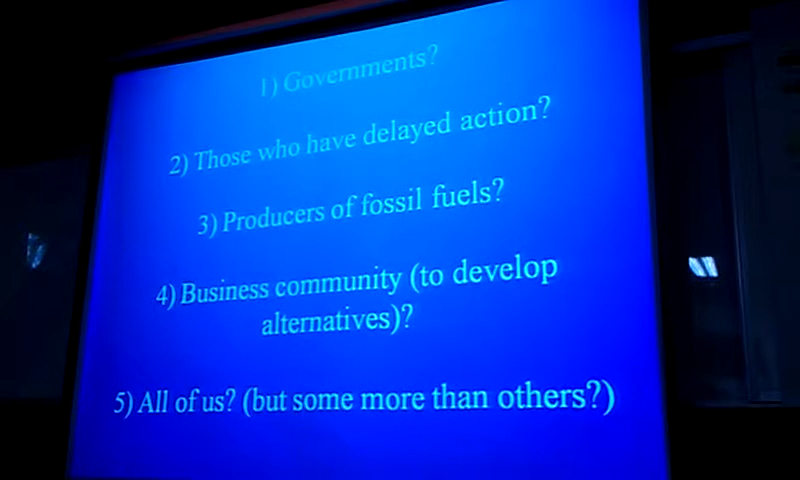 1) Governments?
2) Those who have delayed action?
3) Producers of fossil fuels?
4) Business community (to develop
alternatives)?
5) All of us? (but some more than others?)